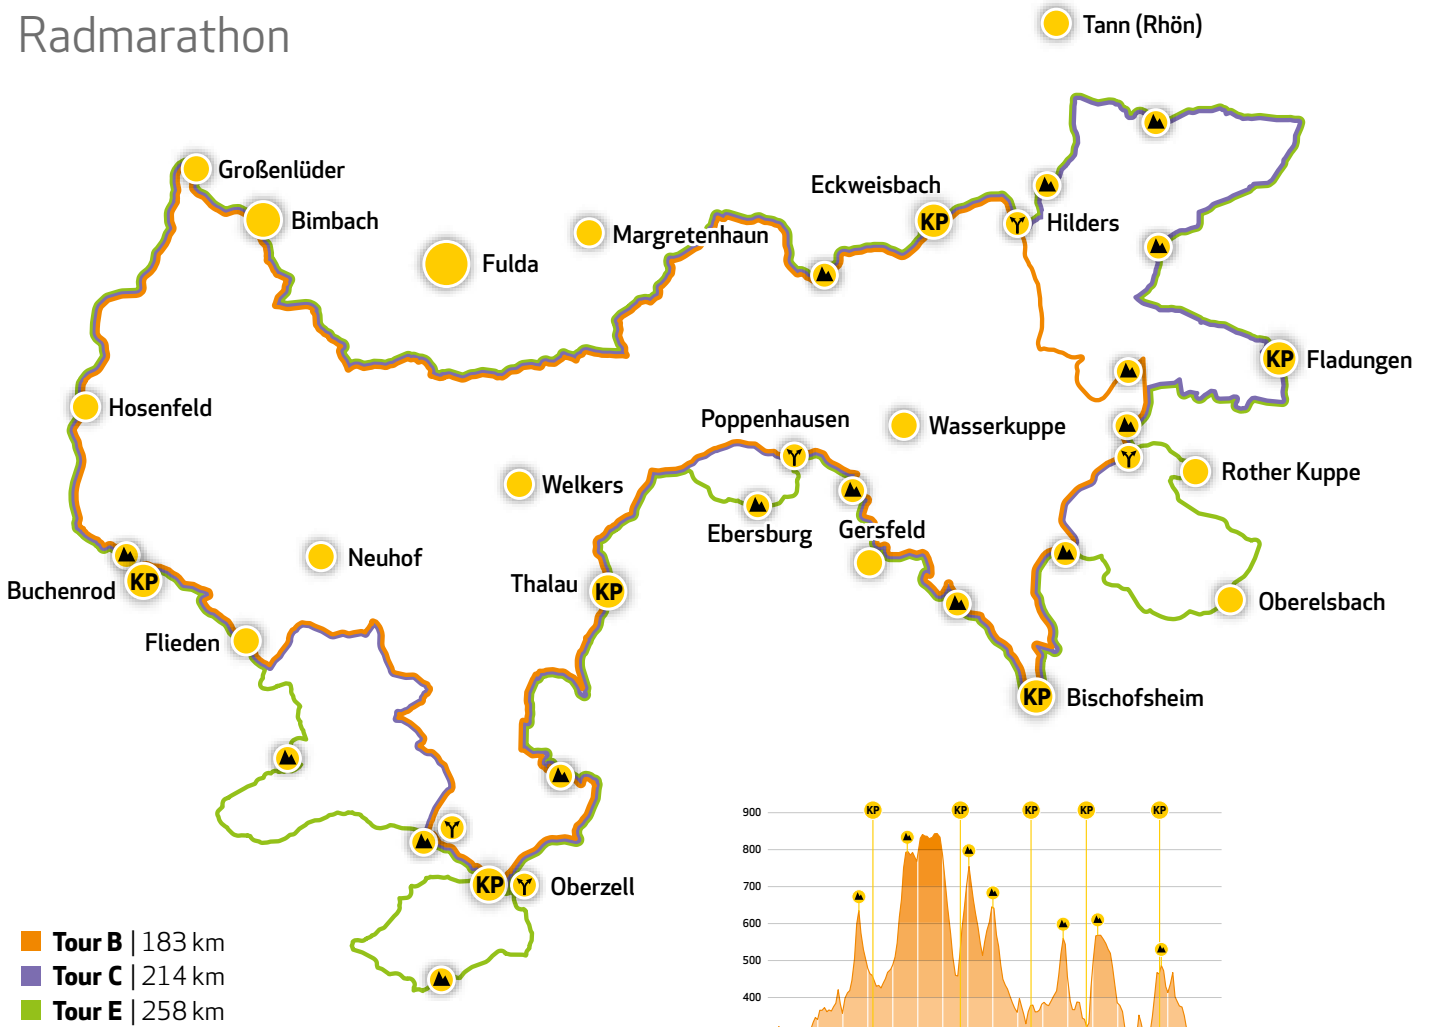 Radmarathon
Tann (Rhön)
Großenlüder
Eckweisbach
Bimbach
KP
Hilders
Margretenhaun
Fulda
KP
Fladungen
Hosenfeld
Poppenhausen
Wasserkuppe
Rother Kuppe
Welkers
Ebersburg
Gersfeld
Neuhof
Buchenrod
KP
Thalau
KP
Oberelsbach
Flieden
KP
Bischofsheim
KP
Oberzell
Tour B | 183 km
Tour C | 214 km
Tour E | 258 km
KP KP KP KP KP
900
800
700
600
500
400